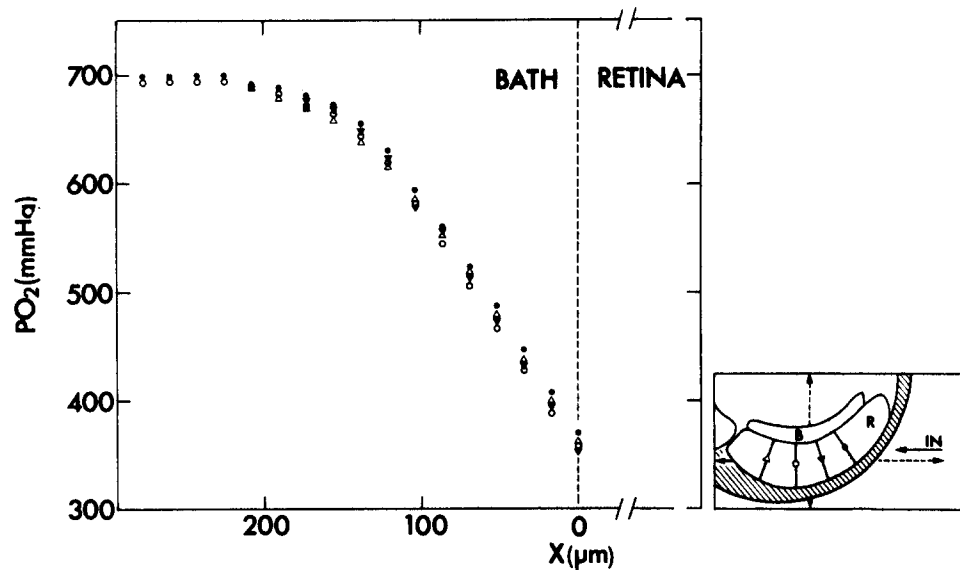 700
600
500
400
300
PO₂(mmHg)
BATH
RETINA
200
100
0
X(µm)
B
R
IN